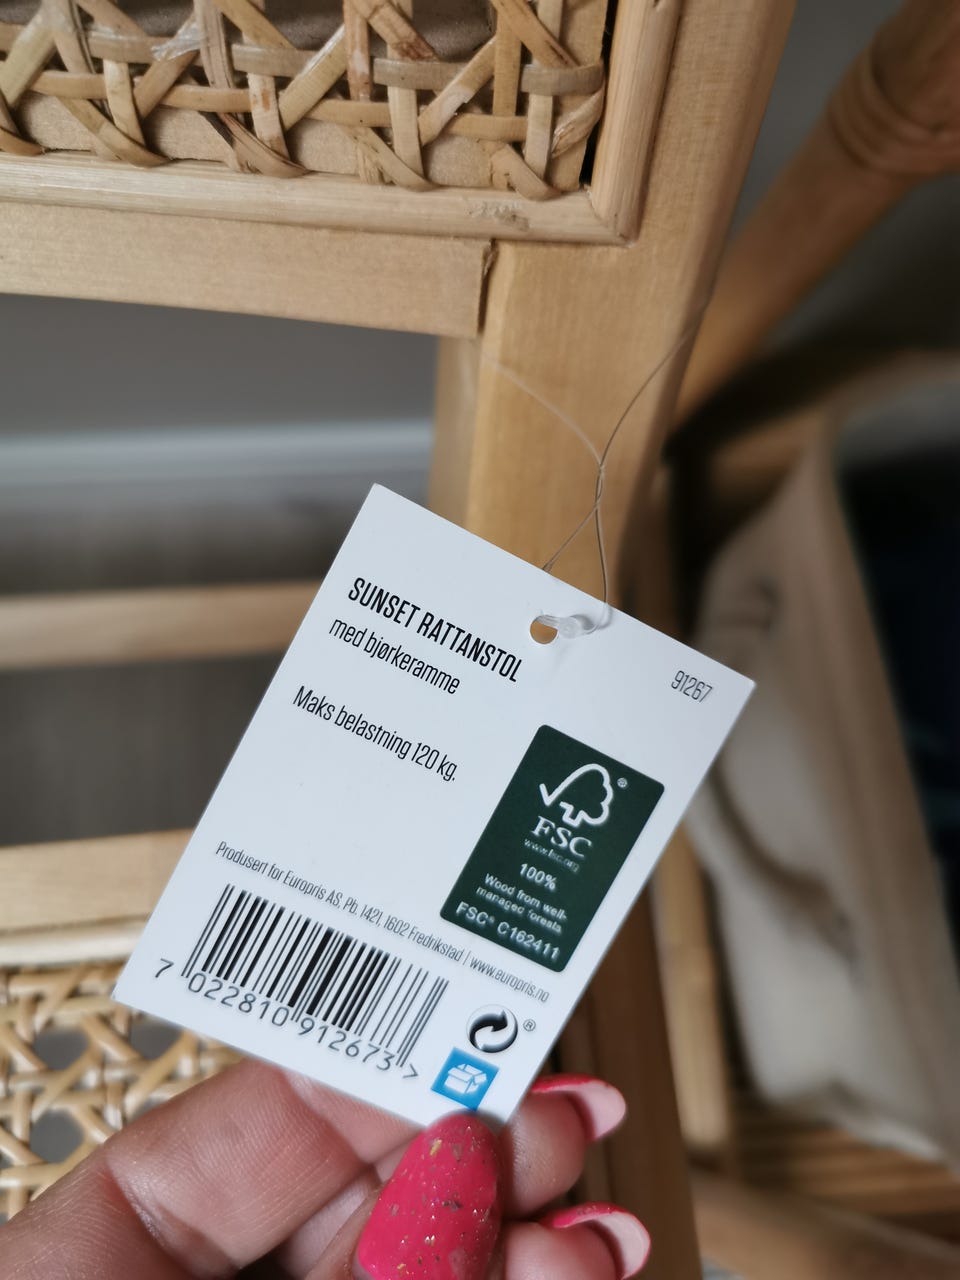 SUNSET RATTANSTOL
med bjørkeramme
91267
Maks belastning 120 kg.
FSC ®
www.fsc.org
100%
Wood from well-
managed forests
FSC® C162411
Produsert for Europris AS, Pb. 1421, 1602 Fredrikstad | www.europris.no
7 022810 912673 >
®